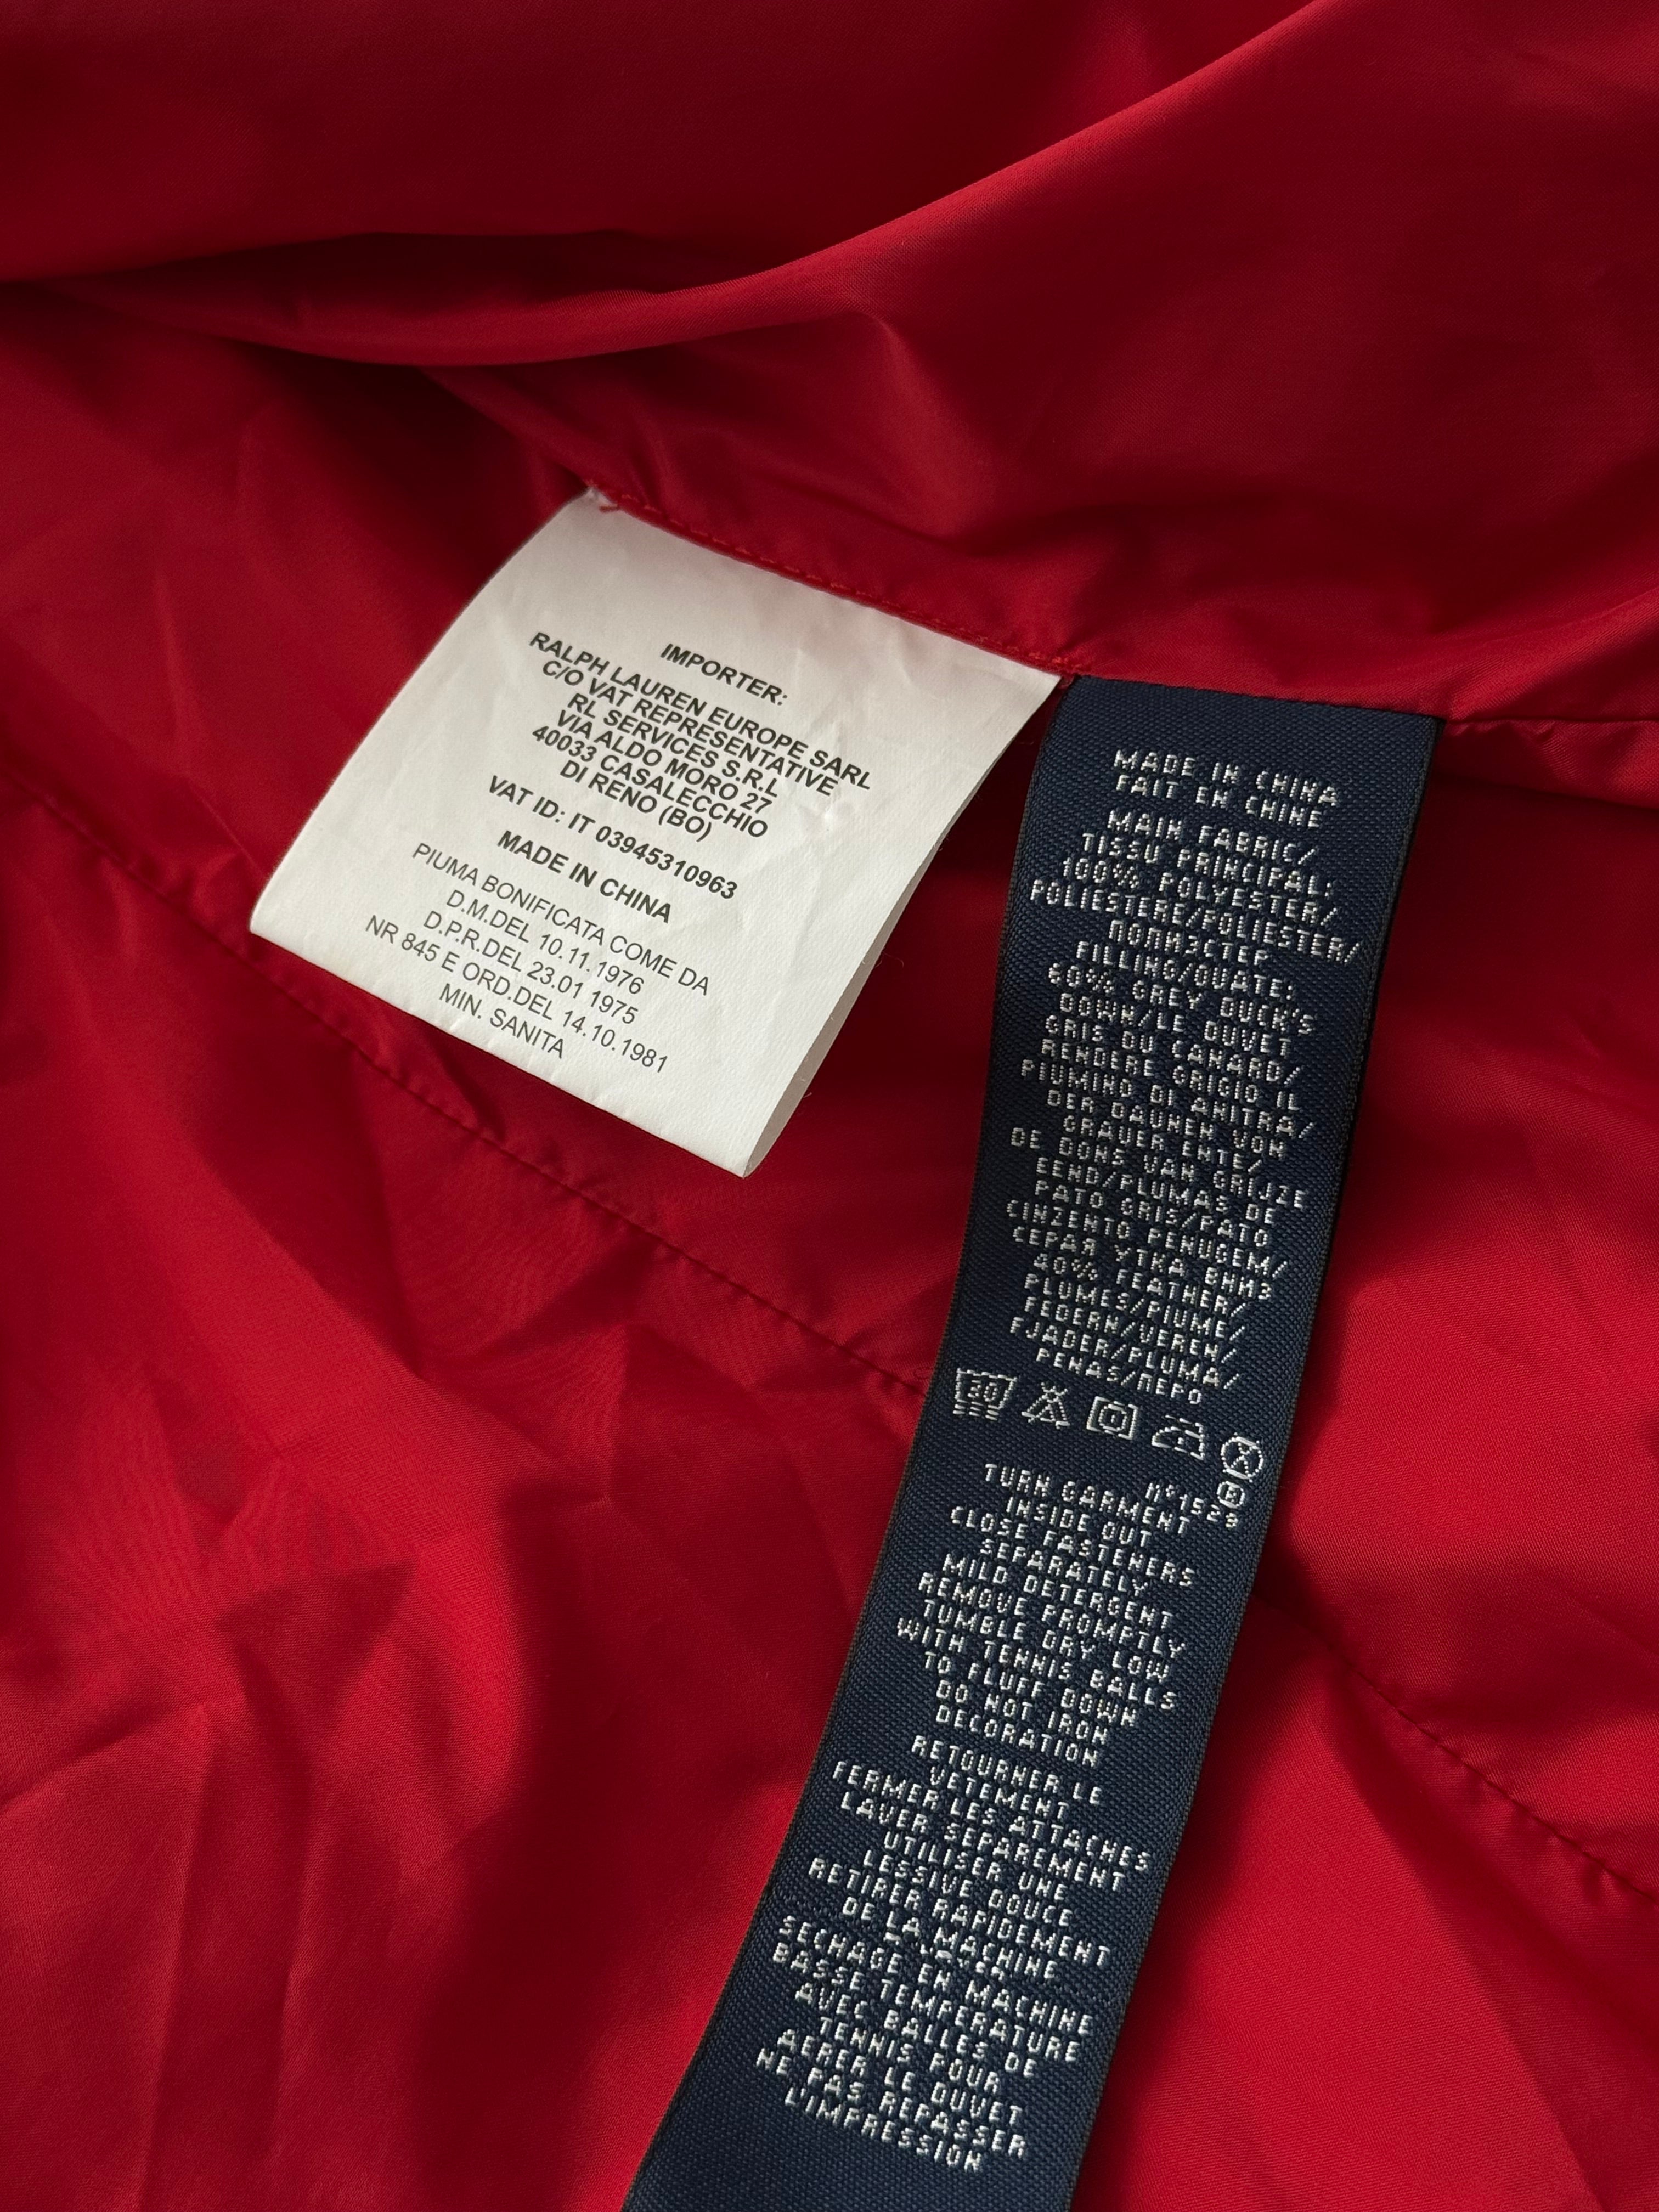 IMPORTER:
RALPH LAUREN EUROPE SARL
C/O VAT REPRESENTATIVE
RL SERVICES S.R.L
VIA ALDO MORO 27
40033 CASALECCHIO
DI RENO (BO)
VAT ID: IT 03945310963
MADE IN CHINA
PIUMA BONIFICATA COME DA
D.M.DEL 10.11.1976
D.P.R.DEL 23.01 1975
NR 845 E ORD.DEL 14.10.1981
MIN. SANITA
MADE IN CHINA
FAIT EN CHINE
MAIN FABRIC/
TISSU PRINCIPAL:
100% POLYESTER/
POLIESTERE/POLIESTER/
ПОЛИЭСТЕР
FILLING/OUATE:
60% GREY DUCK'S
DOWN/LE DUVET
GRIS DU CANARD/
RENDERE GRIGIO IL
PIUMINO DI ANITRA/
DER DAUNEN VON
GRAUER ENTE/
DE DONS VAN GRIJZE
EEND/PLUMAS DE
PATO GRIS/PATO
CINZENTO PENUGEM/
СЕРАЯ УТКА ВНИЗ
40% FEATHER/
PLUMES/PIUME/
FEDERN/VEREN/
FJADER/PLUMA/
PENAS/ПЕРО
30
R
n°1529
TURN GARMENT
INSIDE OUT
CLOSE FASTENERS
SEPARATELY
MILD DETERGENT
REMOVE PROMPTLY
TUMBLE DRY LOW
WITH TENNIS BALLS
TO FLUFF DOWN
DO NOT IRON
DECORATION
RETOURNER LE
VETEMENT
FERMER LES ATTACHES
LAVER SEPAREMENT
UTILISER UNE
LESSIVE DOUCE
RETIRER RAPIDEMENT
DE LA MACHINE
SECHAGE EN MACHINE
BASSE TEMPERATURE
AVEC BALLES DE
TENNIS POUR
AERER LE DUVET
NE PAS REPASSER
L'IMPRESSION